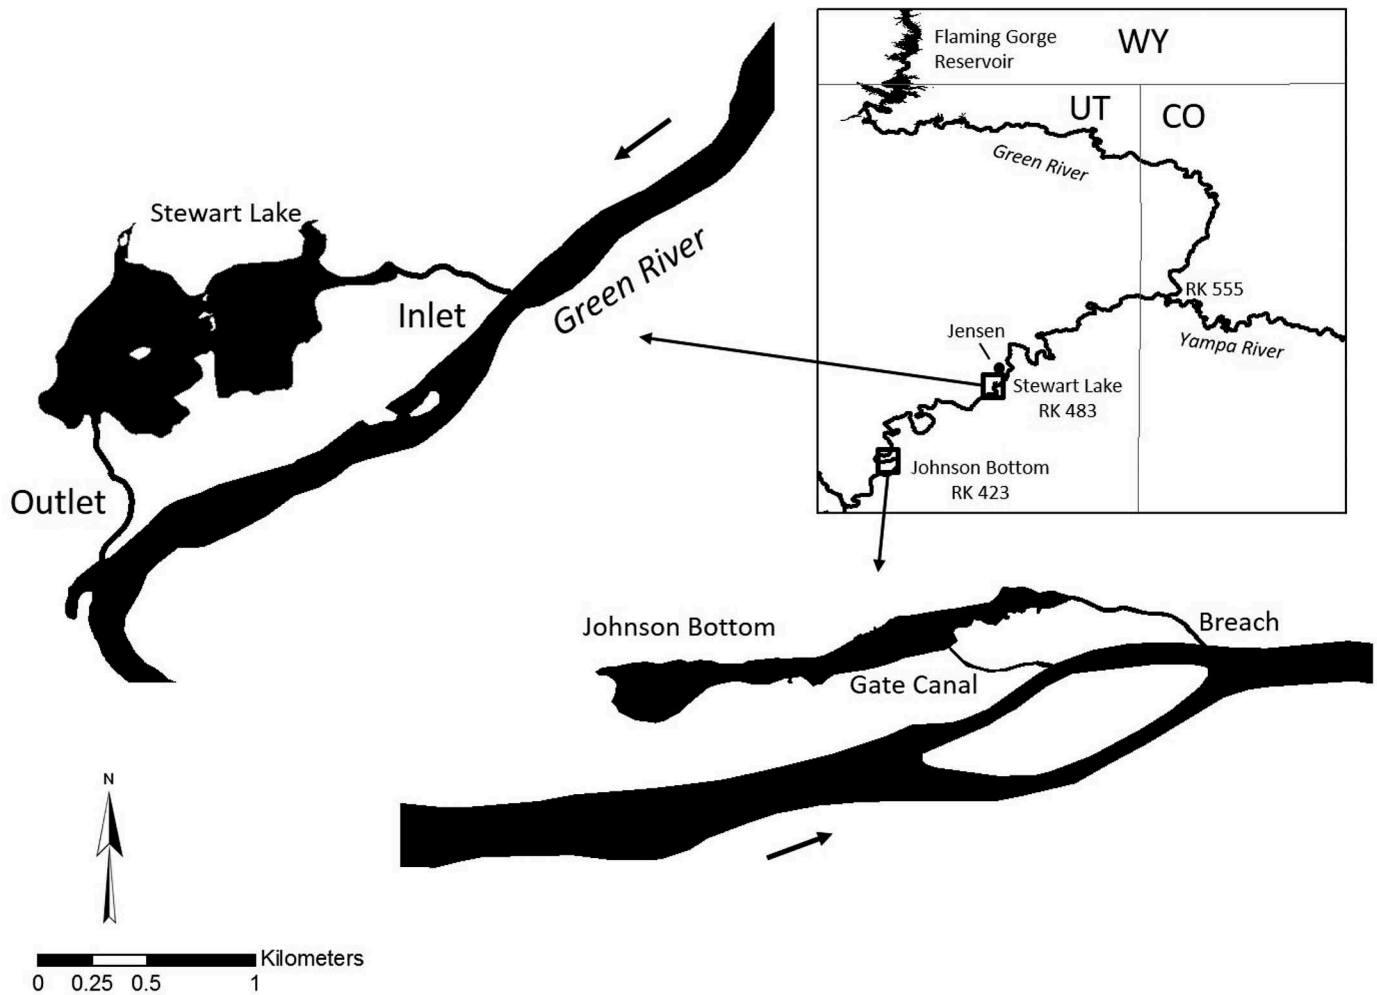 Flaming Gorge
Reservoir
WY
UT
CO
Green River
RK 555
Yampa River
Jensen
Stewart Lake
RK 483
Johnson Bottom
RK 423
Stewart Lake
Inlet
Green River
Outlet
Johnson Bottom
Breach
Gate Canal
N
Kilometers
0 0.25 0.5 1